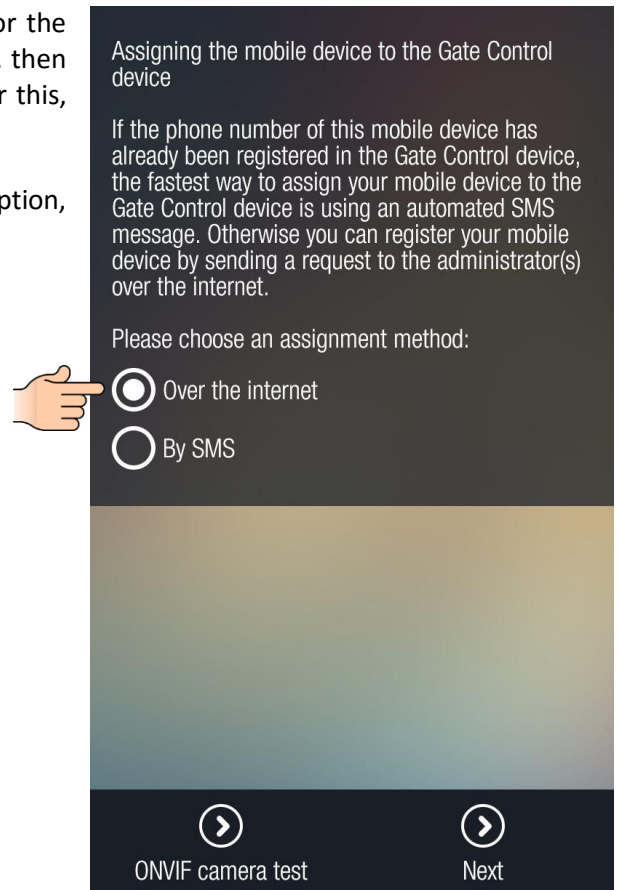 or the
then
r this,
ption,
Assigning the mobile device to the Gate Control
device
If the phone number of this mobile device has
already been registered in the Gate Control device,
the fastest way to assign your mobile device to the
Gate Control device is using an automated SMS
message. Otherwise you can register your mobile
device by sending a request to the administrator(s)
over the internet.
Please choose an assignment method:
Over the internet
By SMS
ONVIF camera test
Next